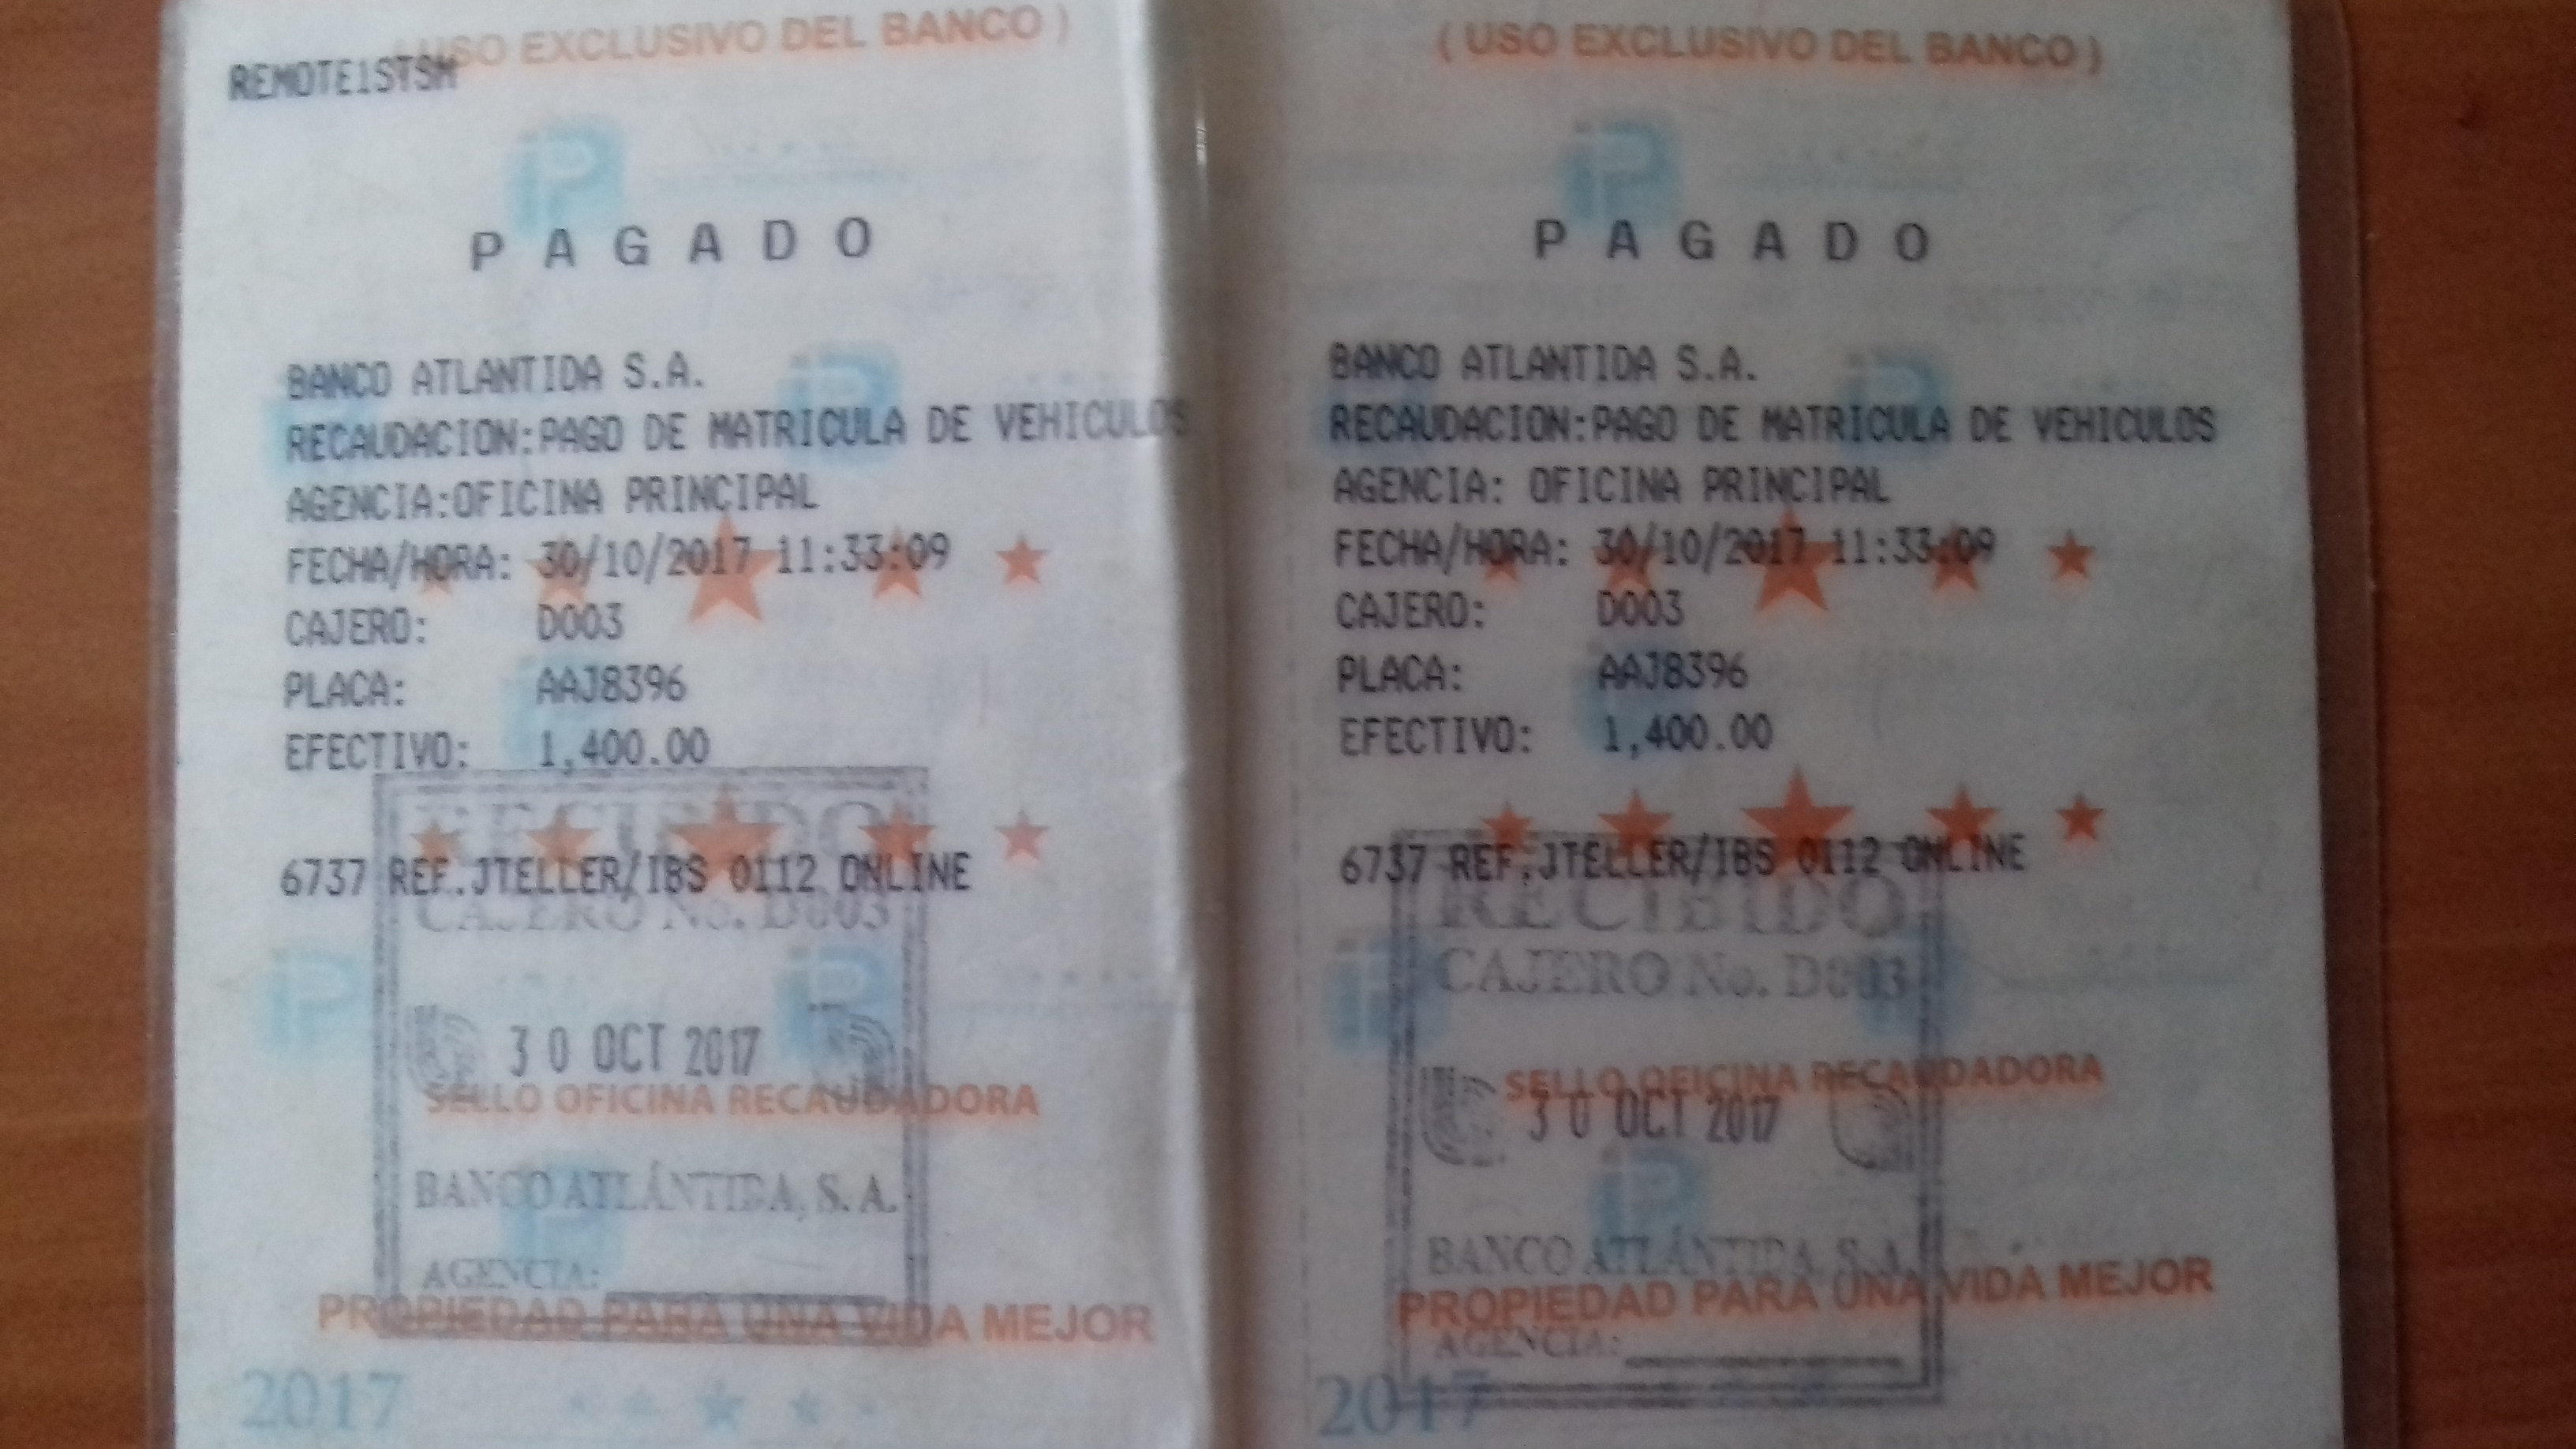 ( USO EXCLUSIVO DEL BANCO )
REMOTE1STSM
P A G A D O
BANCO ATLANTIDA S.A.
RECAUDACION:PAGO DE MATRICULA DE VEHICULOS
AGENCIA:OFICINA PRINCIPAL
FECHA/HORA: 30/10/2017 11:33:09
CAJERO: D003
PLACA: AAJ8396
EFECTIVO: 1,400.00
RECIBIDO
6737 REF.JTELLER/IBS 0112 ONLINE
CAJERO No. D003
30 OCT 2017
SELLO OFICINA RECAUDADORA
BANCO ATLÁNTIDA, S. A.
AGENCIA:
PROPIEDAD PARA UNA VIDA MEJOR
2017
( USO EXCLUSIVO DEL BANCO )
P A G A D O
BANCO ATLANTIDA S.A.
RECAUDACION:PAGO DE MATRICULA DE VEHICULOS
AGENCIA: OFICINA PRINCIPAL
FECHA/HORA: 30/10/2017 11:33:09
CAJERO: D003
PLACA: AAJ8396
EFECTIVO: 1,400.00
6737 REF.JTELLER/IBS 0112 ONLINE
RECIBIDO
CAJERO No. D003
SELLO OFICINA RECAUDADORA
30 OCT 2017
BANCO ATLÁNTIDA, S. A.
PROPIEDAD PARA UNA VIDA MEJOR
AGENCIA:
2017